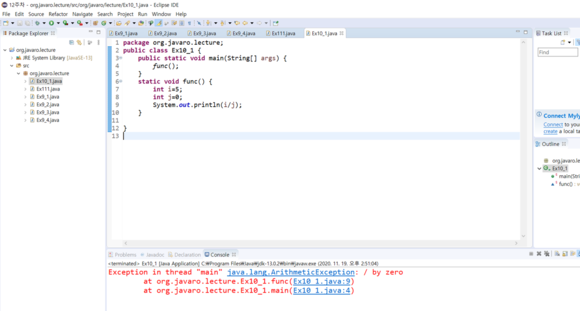 12주차 - org.javaro.lecture/src/org/javaro/lecture/Ex10_1.java - Eclipse IDE
File Edit Source Refactor Navigate Search Project Run Window Help
Package Explorer
12주차 - org.javaro.lecture
JRE System Library [JavaSE-13]
src
org.javaro.lecture
Ex10_1.java
Ex111.java
Ex9_1.java
Ex9_2.java
Ex9_3.java
Ex9_4.java
Ex9_1.java Ex9_2.java Ex9_3.java Ex9_4.java Ex111.java Ex10_1.java
1 package org.javaro.lecture;
2 public class Ex10_1 {
3 public static void main(String[] args) {
4 func();
5 }
6 static void func() {
7 int i=5;
8 int j=0;
9 System.out.println(i/j);
10 }
11
12 }
13
Task List
Find
Connect Myly
Connect to your
create a local ta
Outline
org.javaro.le
Ex10_1
main(Stri
func() : v
Problems Javadoc Declaration Console
<terminated> Ex10_1 [Java Application] C:₩Program Files₩Java₩jdk-13.0.2₩bin₩javaw.exe (2020. 11. 19. 오후 2:51:04)
Exception in thread "main" java.lang.ArithmeticException: / by zero
at org.javaro.lecture.Ex10_1.func(Ex10_1.java:9)
at org.javaro.lecture.Ex10_1.main(Ex10_1.java:4)